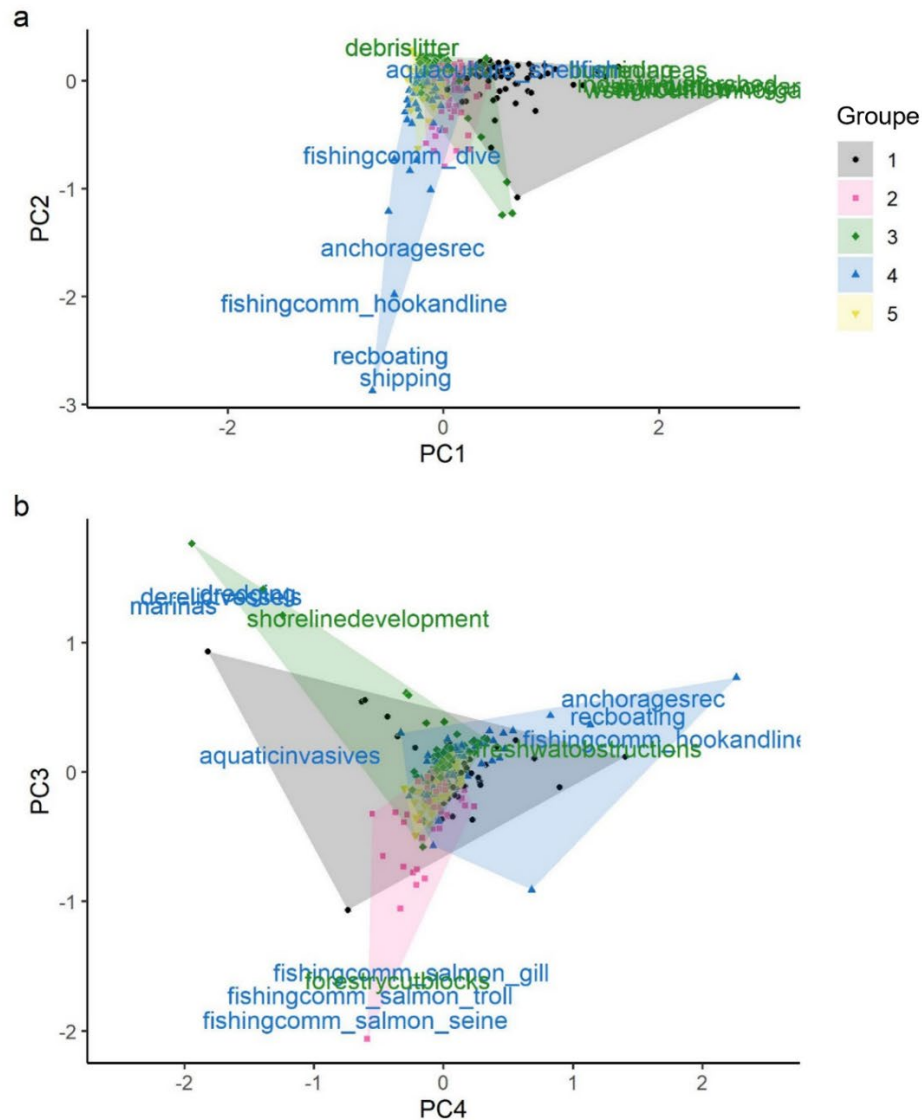 a
debrislitter
aquaculture_shellfish
fishingcomm_dive
anchoragesrec
fishingcomm_hookandline
recboating
shipping
0
-1
-2
-3
PC2
-2
0
2
PC1
Groupe
1
2
3
4
5
b
dredging
derelictvessels
marinas
shorelinedevelopment
anchoragesrec
recboating
fishingcomm_hookandline
freshwatobstructions
aquaticinvasives
fishingcomm_salmon_gill
forestrycutblocks
fishingcomm_salmon_troll
fishingcomm_salmon_seine
1
0
-1
-2
PC3
-2
-1
0
1
2
PC4